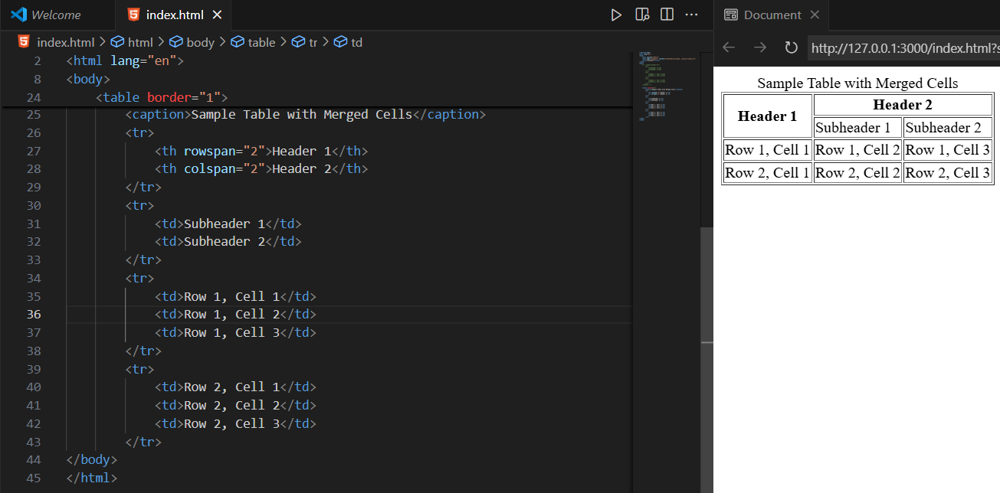 Welcome
index.html
Document
index.html > html > body > table > tr > td
http://127.0.0.1:3000/index.html?s
2 <html lang="en">
8 <body>
24 <table border="1">
25 <caption>Sample Table with Merged Cells</caption>
26 <tr>
27 <th rowspan="2">Header 1</th>
28 <th colspan="2">Header 2</th>
29 </tr>
30 <tr>
31 <td>Subheader 1</td>
32 <td>Subheader 2</td>
33 </tr>
34 <tr>
35 <td>Row 1, Cell 1</td>
36 <td>Row 1, Cell 2</td>
37 <td>Row 1, Cell 3</td>
38 </tr>
39 <tr>
40 <td>Row 2, Cell 1</td>
41 <td>Row 2, Cell 2</td>
42 <td>Row 2, Cell 3</td>
43 </tr>
44 </body>
45 </html>
Sample Table with Merged Cells
Header 1 Header 2
Subheader 1 Subheader 2
Row 1, Cell 1 Row 1, Cell 2 Row 1, Cell 3
Row 2, Cell 1 Row 2, Cell 2 Row 2, Cell 3